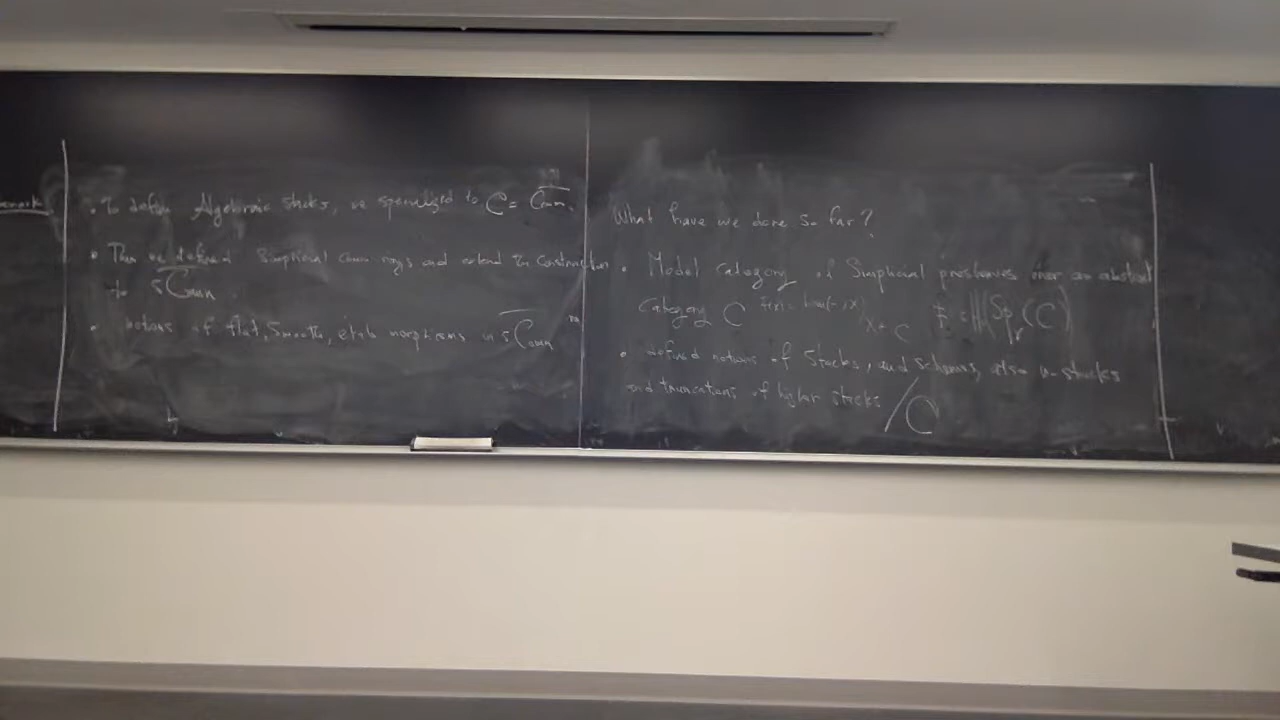 • To define Algebraic stacks, we specialized to C = Comm
• Then we defined Simplicial comm rings and extend the construction
to sComm.
• notions of flat, smooth, etale morphisms in sComm
What have we done so far?
• Model category of Simplicial presheaves over an abstract
category C F(x) = hom(-,x) x ∈ C F : SPr(C)
• defined notions of Stacks, and schemes, also n-stacks
and truncations of higher stacks / C